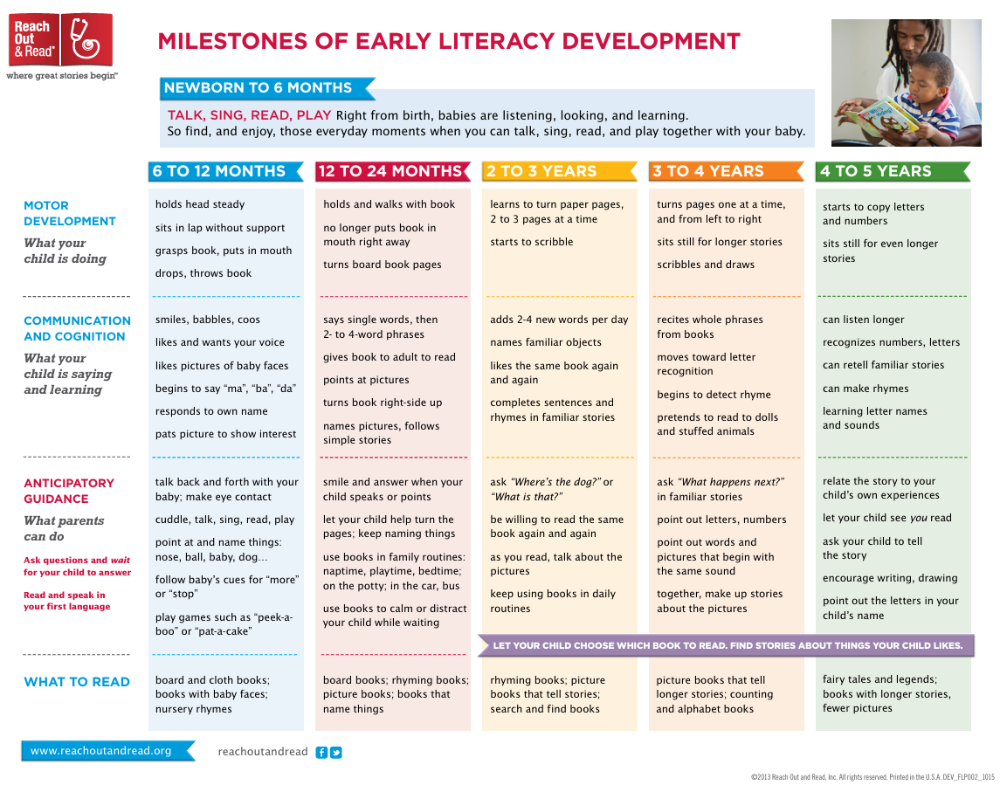 Reach
Out
& Read®
where great stories begin™
MILESTONES OF EARLY LITERACY DEVELOPMENT
NEWBORN TO 6 MONTHS
TALK, SING, READ, PLAY Right from birth, babies are listening, looking, and learning.
So find, and enjoy, those everyday moments when you can talk, sing, read, and play together with your baby.
6 TO 12 MONTHS
12 TO 24 MONTHS
2 TO 3 YEARS
3 TO 4 YEARS
4 TO 5 YEARS
MOTOR
DEVELOPMENT
What your
child is doing
holds head steady
sits in lap without support
grasps book, puts in mouth
drops, throws book
holds and walks with book
no longer puts book in
mouth right away
turns board book pages
learns to turn paper pages,
2 to 3 pages at a time
starts to scribble
turns pages one at a time,
and from left to right
sits still for longer stories
scribbles and draws
starts to copy letters
and numbers
sits still for even longer
stories
COMMUNICATION
AND COGNITION
What your
child is saying
and learning
smiles, babbles, coos
likes and wants your voice
likes pictures of baby faces
begins to say “ma”, “ba”, “da”
responds to own name
pats picture to show interest
says single words, then
2- to 4-word phrases
gives book to adult to read
points at pictures
turns book right-side up
names pictures, follows
simple stories
adds 2-4 new words per day
names familiar objects
likes the same book again
and again
completes sentences and
rhymes in familiar stories
recites whole phrases
from books
moves toward letter
recognition
begins to detect rhyme
pretends to read to dolls
and stuffed animals
can listen longer
recognizes numbers, letters
can retell familiar stories
can make rhymes
learning letter names
and sounds
ANTICIPATORY
GUIDANCE
What parents
can do
Ask questions and wait
for your child to answer
Read and speak in
your first language
talk back and forth with your
baby; make eye contact
cuddle, talk, sing, read, play
point at and name things:
nose, ball, baby, dog…
follow baby’s cues for “more”
or “stop”
play games such as “peek-a-
boo” or “pat-a-cake”
smile and answer when your
child speaks or points
let your child help turn the
pages; keep naming things
use books in family routines:
naptime, playtime, bedtime;
on the potty; in the car, bus
use books to calm or distract
your child while waiting
ask “Where’s the dog?” or
“What is that?”
be willing to read the same
book again and again
as you read, talk about the
pictures
keep using books in daily
routines
ask “What happens next?”
in familiar stories
point out letters, numbers
point out words and
pictures that begin with
the same sound
together, make up stories
about the pictures
relate the story to your
child’s own experiences
let your child see you read
ask your child to tell
the story
encourage writing, drawing
point out the letters in your
child’s name
LET YOUR CHILD CHOOSE WHICH BOOK TO READ. FIND STORIES ABOUT THINGS YOUR CHILD LIKES.
WHAT TO READ
board and cloth books;
books with baby faces;
nursery rhymes
board books; rhyming books;
picture books; books that
name things
rhyming books; picture
books that tell stories;
search and find books
picture books that tell
longer stories; counting
and alphabet books
fairy tales and legends;
books with longer stories,
fewer pictures
www.reachoutandread.org
reachoutandread
©2013 Reach Out and Read, Inc. All rights reserved. Printed in the U.S.A. DEV_FLP002_1015